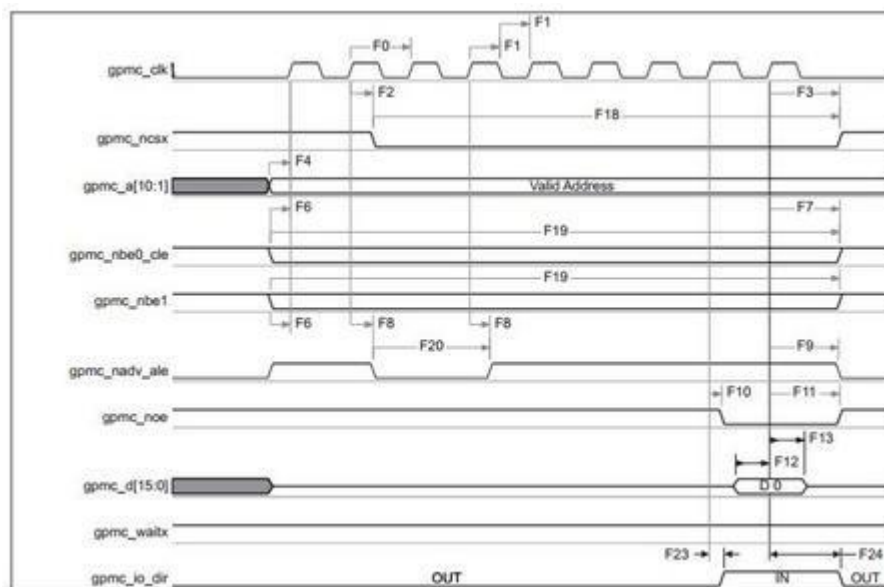 F1
F0
F1
gpmc_clk
F2
F3
F18
gpmc_ncsx
F4
gpmc_a[10:1]
Valid Address
F6
F7
F19
gpmc_nbe0_cle
F19
gpmc_nbe1
F6
F8
F8
F20
F9
gpmc_nadv_ale
F10
F11
gpmc_noe
F13
F12
gpmc_d[15:0]
D 0
gpmc_waitx
F23
F24
gpmc_io_dir
OUT
IN
OUT